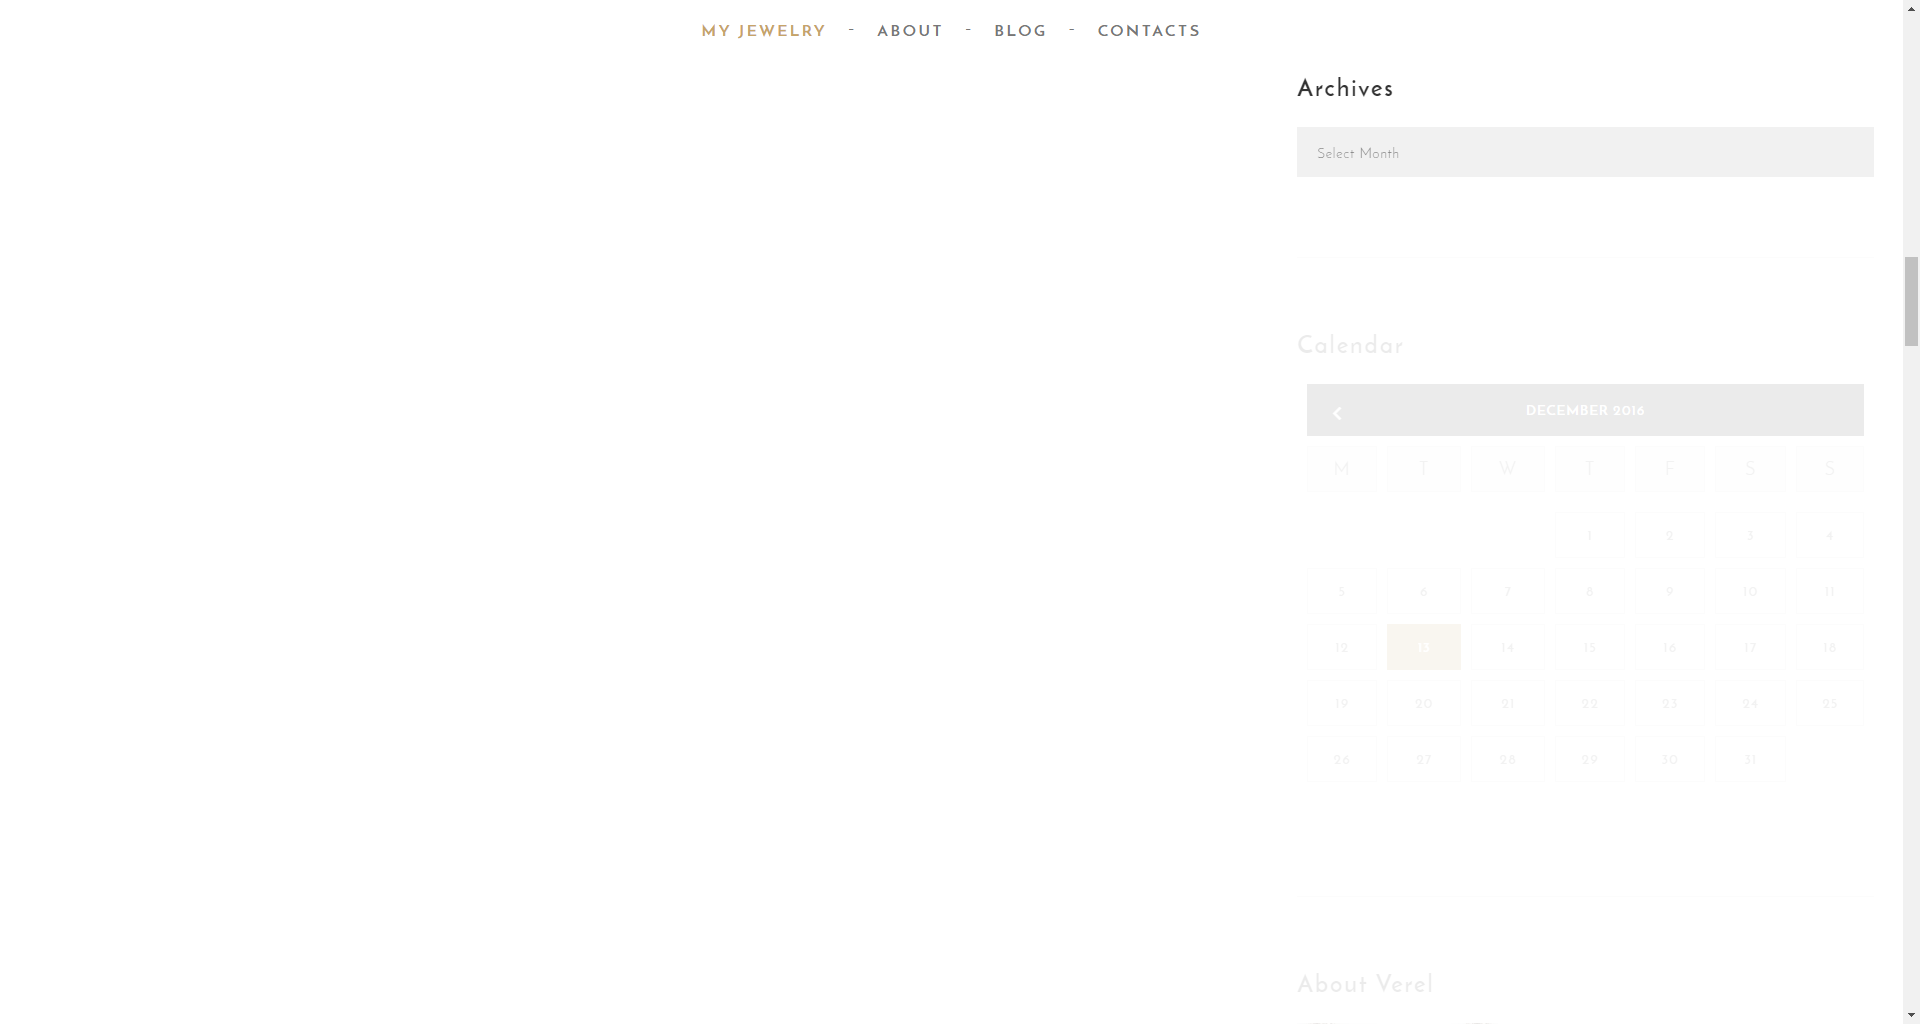 MY JEWELRY - ABOUT - BLOG - CONTACTS
Archives
Select Month
Calendar
DECEMBER 2016
M T W T F S S
1 2 3 4
5 6 7 8 9 10 11
12 13 14 15 16 17 18
19 20 21 22 23 24 25
26 27 28 29 30 31
About Verel